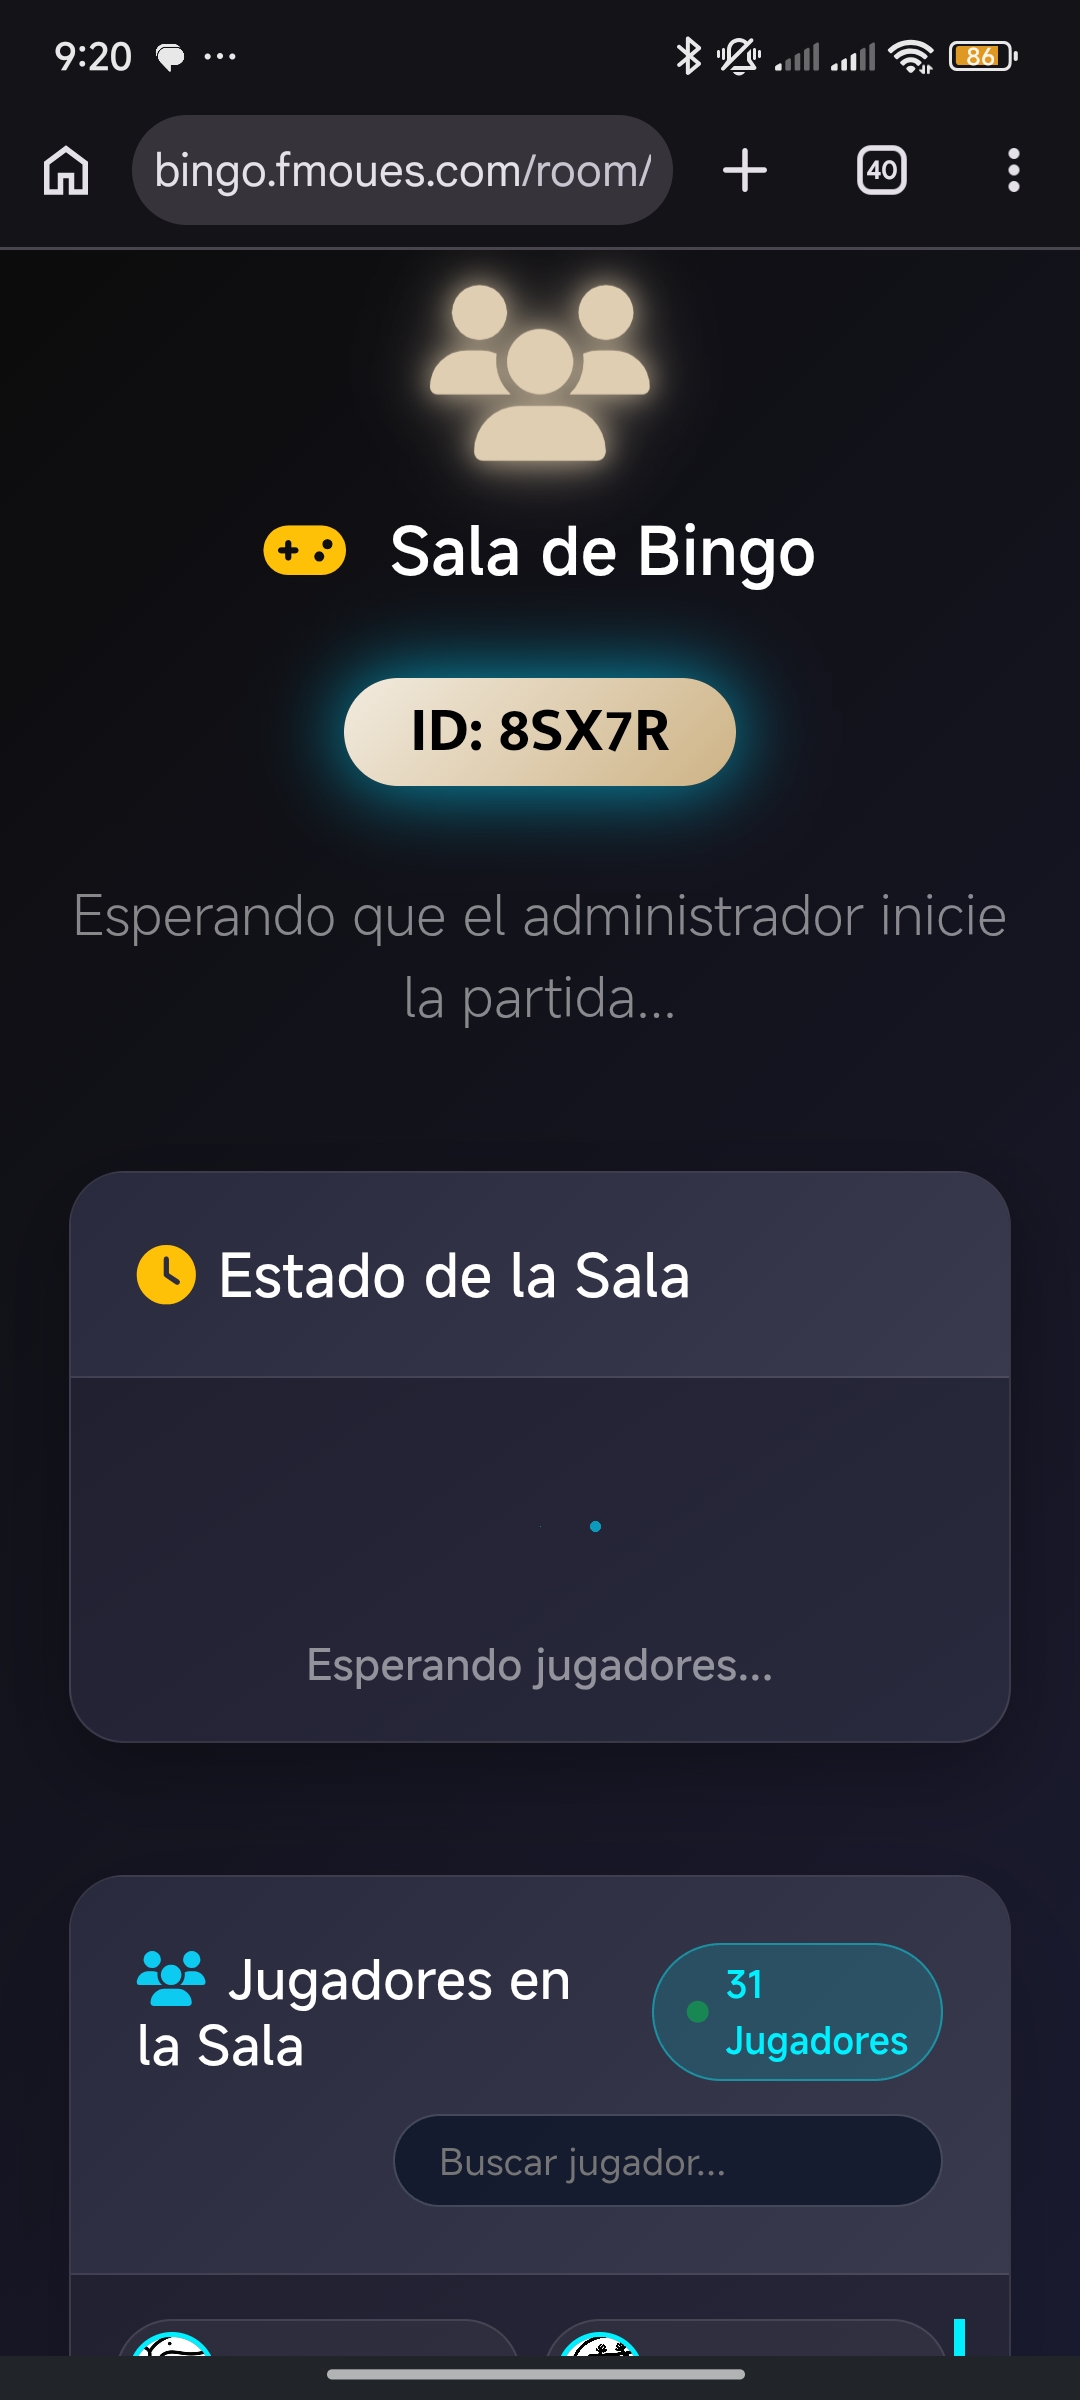 9:20
86
bingo.fmoues.com/room/
40
Sala de Bingo
ID: 8SX7R
Esperando que el administrador inicie
la partida...
Estado de la Sala
Esperando jugadores...
Jugadores en
la Sala
31
Jugadores
Buscar jugador...